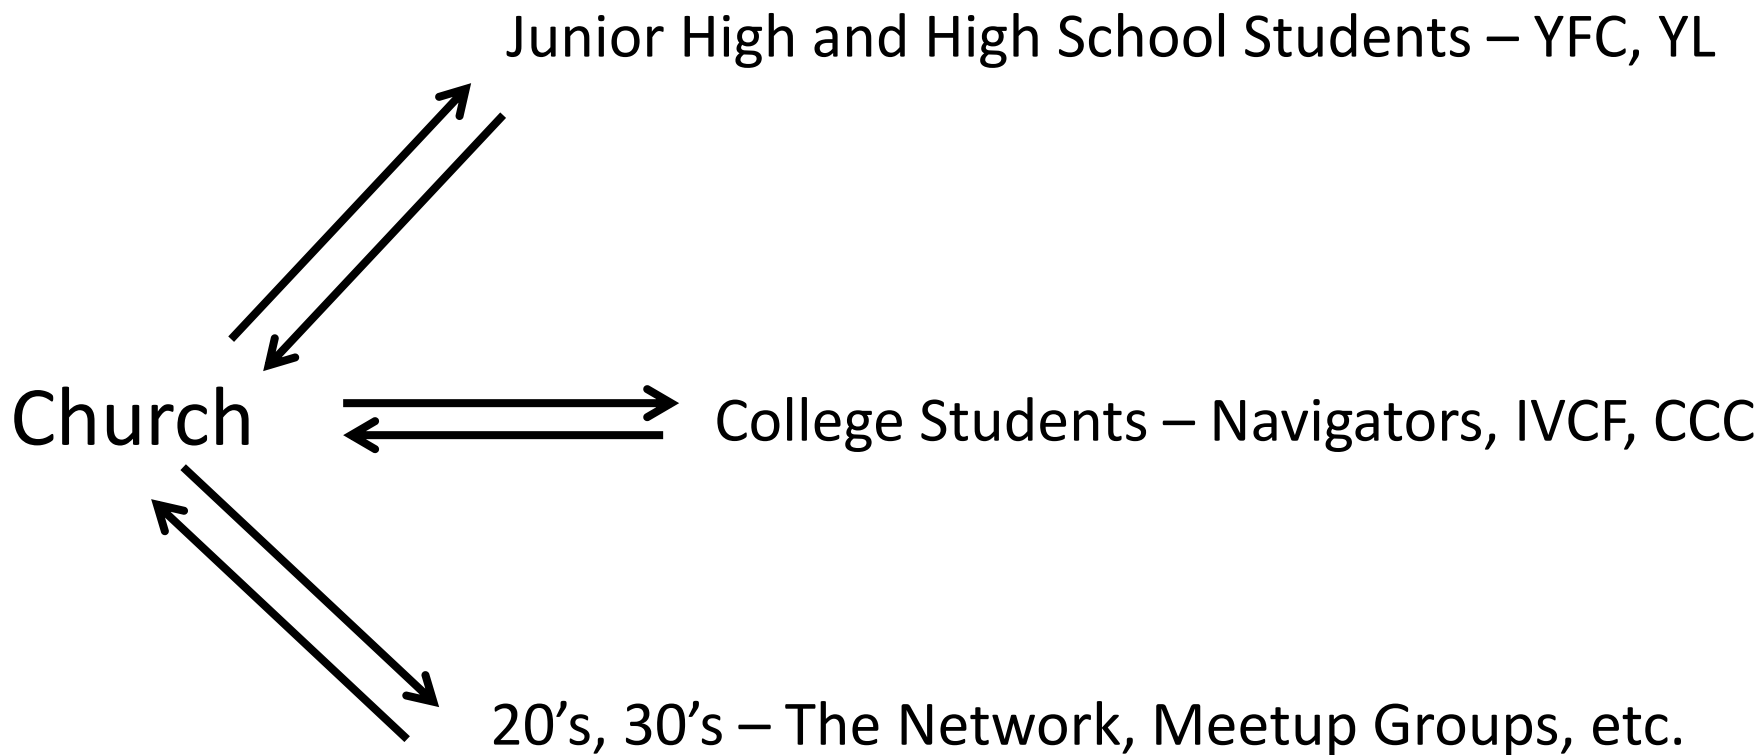 Junior High and High School Students – YFC, YL
Church
College Students – Navigators, IVCF, CCC
20’s, 30’s – The Network, Meetup Groups, etc.